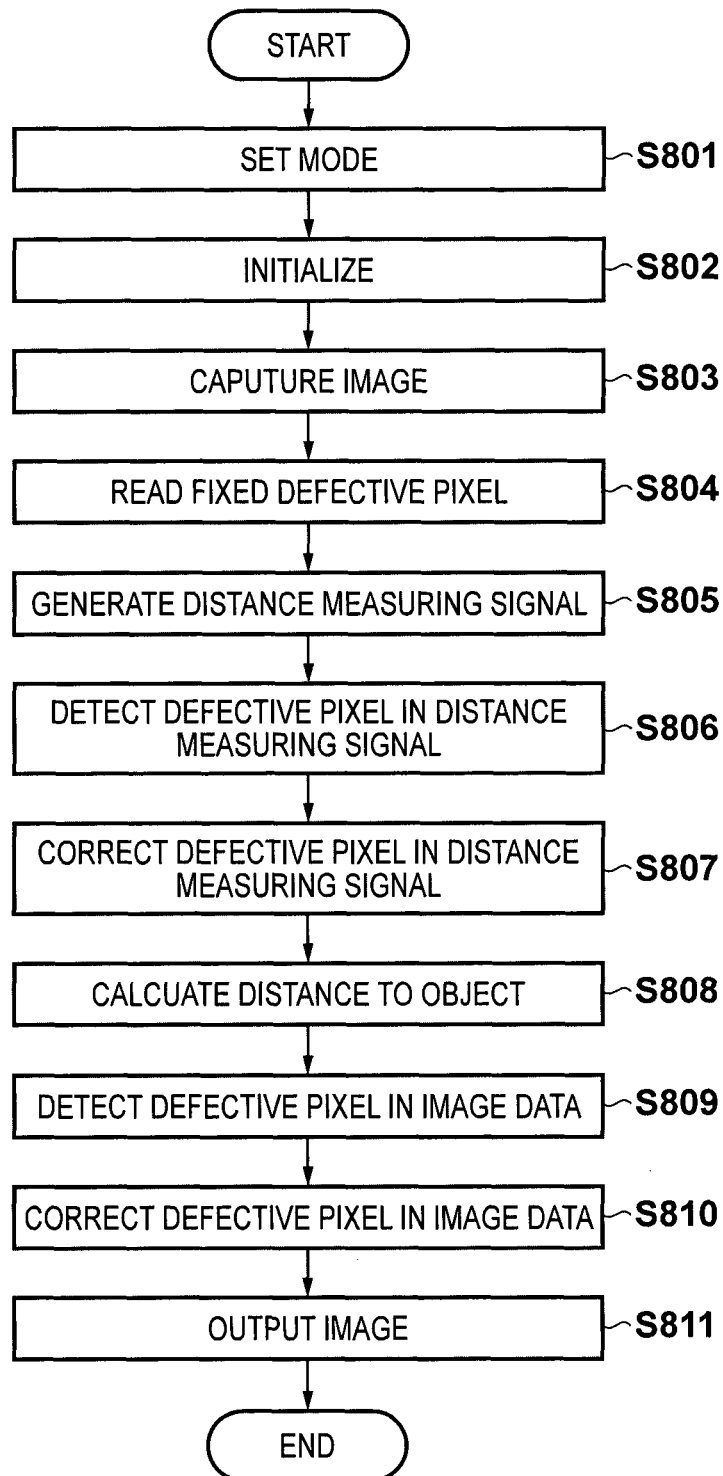 START
SET MODE
S801
INITIALIZE
S802
CAPUTURE IMAGE
S803
READ FIXED DEFECTIVE PIXEL
S804
GENERATE DISTANCE MEASURING SIGNAL
S805
DETECT DEFECTIVE PIXEL IN DISTANCE
MEASURING SIGNAL
S806
CORRECT DEFECTIVE PIXEL IN DISTANCE
MEASURING SIGNAL
S807
CALCUATE DISTANCE TO OBJECT
S808
DETECT DEFECTIVE PIXEL IN IMAGE DATA
S809
CORRECT DEFECTIVE PIXEL IN IMAGE DATA
S810
OUTPUT IMAGE
S811
END